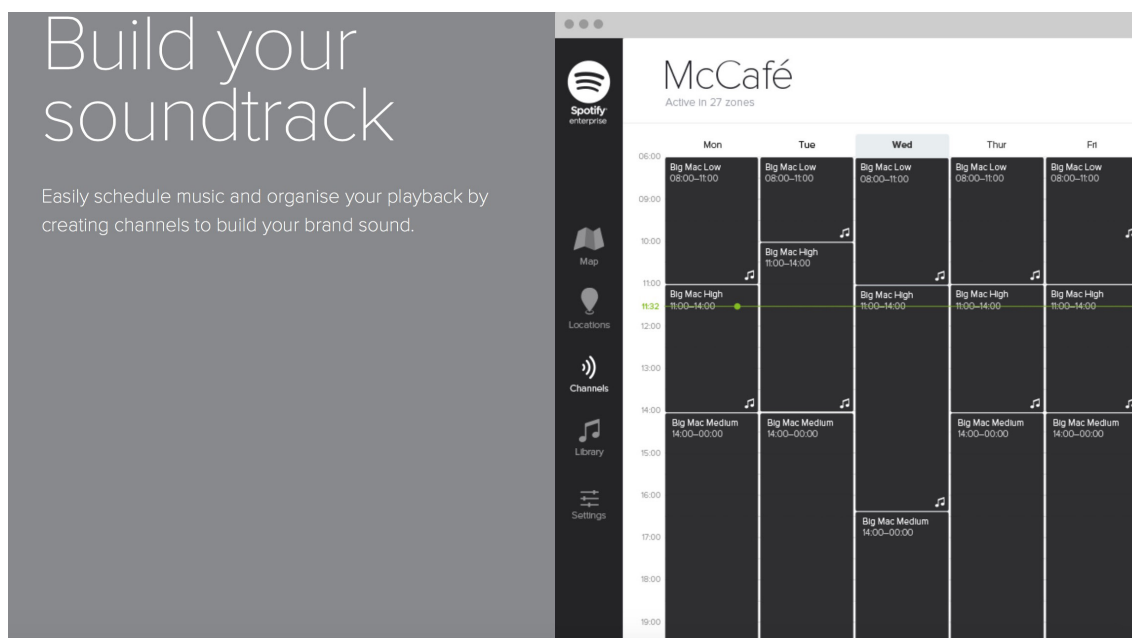 Build your
soundtrack
Easily schedule music and organise your playback by
creating channels to build your brand sound.
Spotify
enterprise
Map
Locations
Channels
Library
Settings
McCafé
Active in 27 zones
Mon Tue Wed Thur Fri
06:00
Big Mac Low Big Mac Low Big Mac Low Big Mac Low Big Mac Low
08:00–11:00 08:00–11:00 08:00–11:00 08:00–11:00 08:00–11:00
09:00
10:00
Big Mac High
11:00–14:00
11:00
Big Mac High Big Mac High Big Mac High Big Mac High
11:32 11:00–14:00 11:00–14:00 11:00–14:00 11:00–14:00
12:00
13:00
14:00
Big Mac Medium Big Mac Medium Big Mac Medium Big Mac Medium
14:00–00:00 14:00–00:00 14:00–00:00 14:00–00:00
15:00
16:00
Big Mac Medium
14:00–00:00
17:00
18:00
19:00